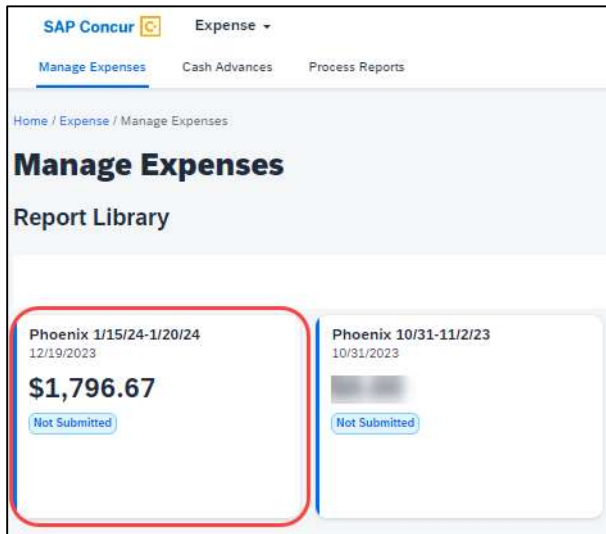 SAP Concur C Expense
Manage Expenses Cash Advances Process Reports
Home / Expense / Manage Expenses
Manage Expenses
Report Library
Phoenix 1/15/24-1/20/24
12/19/2023
$1,796.67
Not Submitted
Phoenix 10/31-11/2/23
10/31/2023
Not Submitted